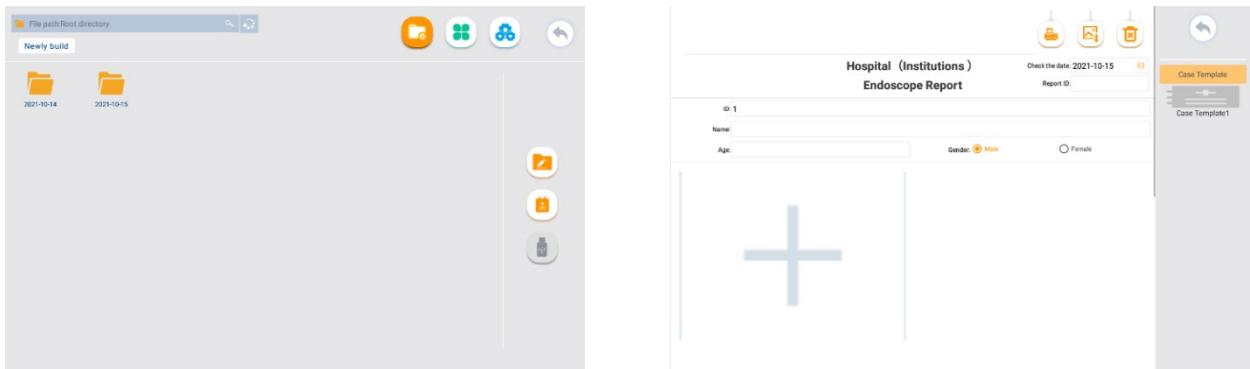 File path:Root directory
Newly build
2021-10-14
2021-10-15
Hospital（Institutions）
Endoscope Report
Check the date: 2021-10-15
Report ID:
ID: 1
Name:
Age:
Gender: Male Female
Case Template
Case Template1